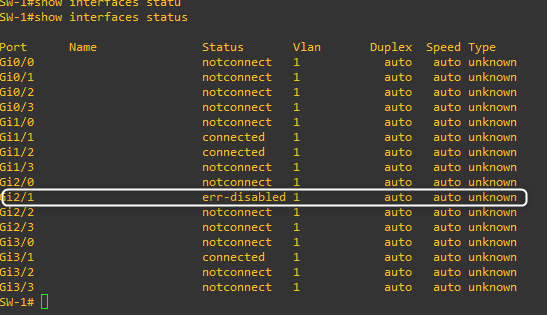 SW-1#show interfaces statu
SW-1#show interfaces status
Port Name Status Vlan Duplex Speed Type
Gi0/0 notconnect 1 auto auto unknown
Gi0/1 notconnect 1 auto auto unknown
Gi0/2 notconnect 1 auto auto unknown
Gi0/3 notconnect 1 auto auto unknown
Gi1/0 notconnect 1 auto auto unknown
Gi1/1 connected 1 auto auto unknown
Gi1/2 connected 1 auto auto unknown
Gi1/3 notconnect 1 auto auto unknown
Gi2/0 notconnect 1 auto auto unknown
Gi2/1 err-disabled 1 auto auto unknown
Gi2/2 notconnect 1 auto auto unknown
Gi2/3 notconnect 1 auto auto unknown
Gi3/0 notconnect 1 auto auto unknown
Gi3/1 connected 1 auto auto unknown
Gi3/2 notconnect 1 auto auto unknown
Gi3/3 notconnect 1 auto auto unknown
SW-1#